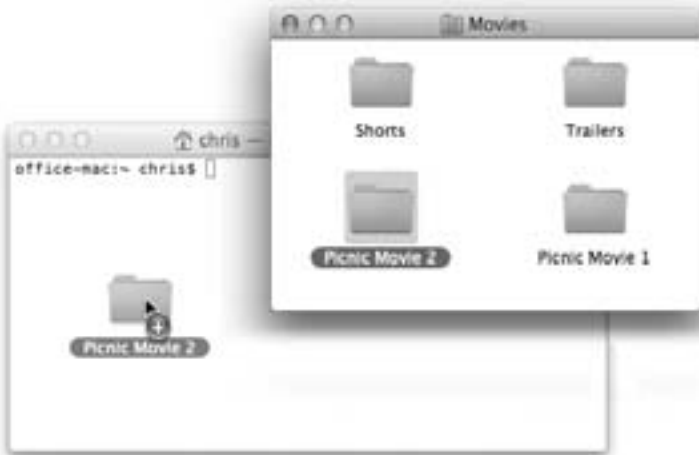 Movies
Shorts
Trailers
Picnic Movie 2
Picnic Movie 1
chris —
office-mac:~ chris$
Picnic Movie 2